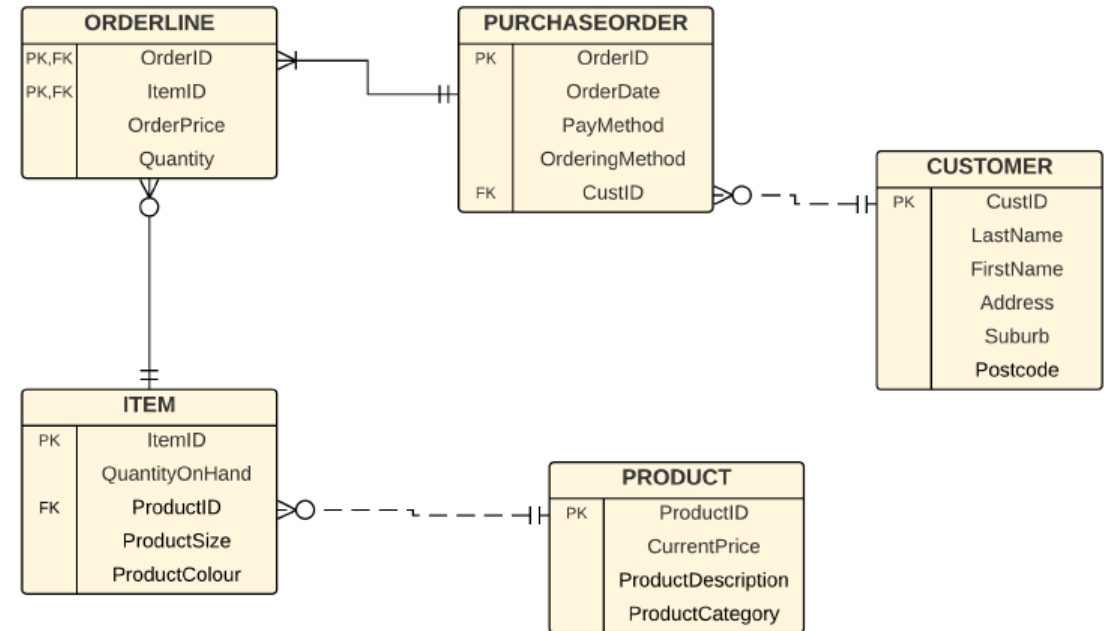 ORDERLINE
PK,FK OrderID
PK,FK ItemID
OrderPrice
Quantity
PURCHASEORDER
PK OrderID
OrderDate
PayMethod
OrderingMethod
FK CustID
CUSTOMER
PK CustID
LastName
FirstName
Address
Suburb
Postcode
ITEM
PK ItemID
QuantityOnHand
FK ProductID
ProductSize
ProductColour
PRODUCT
PK ProductID
CurrentPrice
ProductDescription
ProductCategory